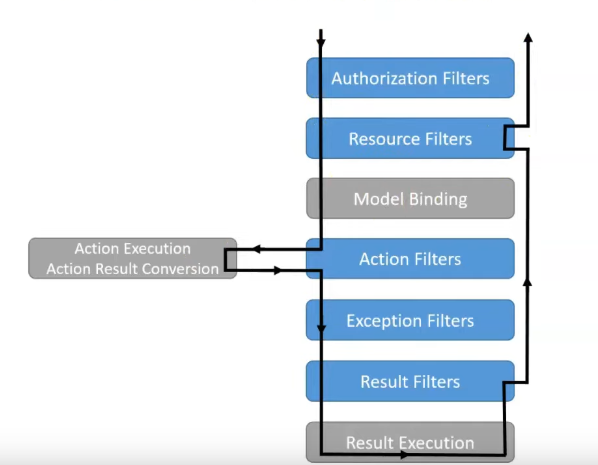 Authorization Filters
Resource Filters
Model Binding
Action Execution
Action Result Conversion
Action Filters
Exception Filters
Result Filters
Result Execution